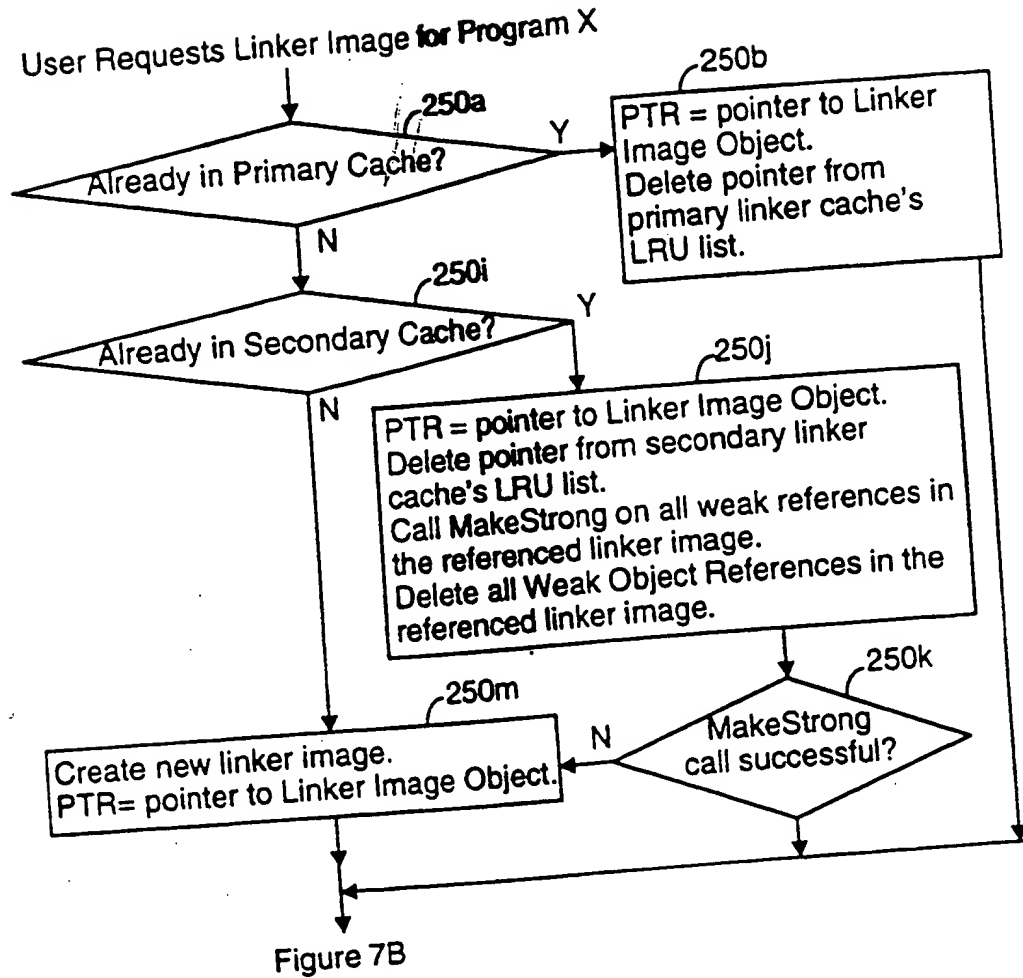 User Requests Linker Image for Program X
250a
Already in Primary Cache?
Y
N
250b
PTR = pointer to Linker
Image Object.
Delete pointer from
primary linker cache's
LRU list.
250i
Already in Secondary Cache?
Y
N
250j
PTR = pointer to Linker Image Object.
Delete pointer from secondary linker
cache's LRU list.
Call MakeStrong on all weak references in
the referenced linker image.
Delete all Weak Object References in the
referenced linker image.
250k
MakeStrong
call successful?
N
250m
Create new linker image.
PTR= pointer to Linker Image Object.
Figure 7B